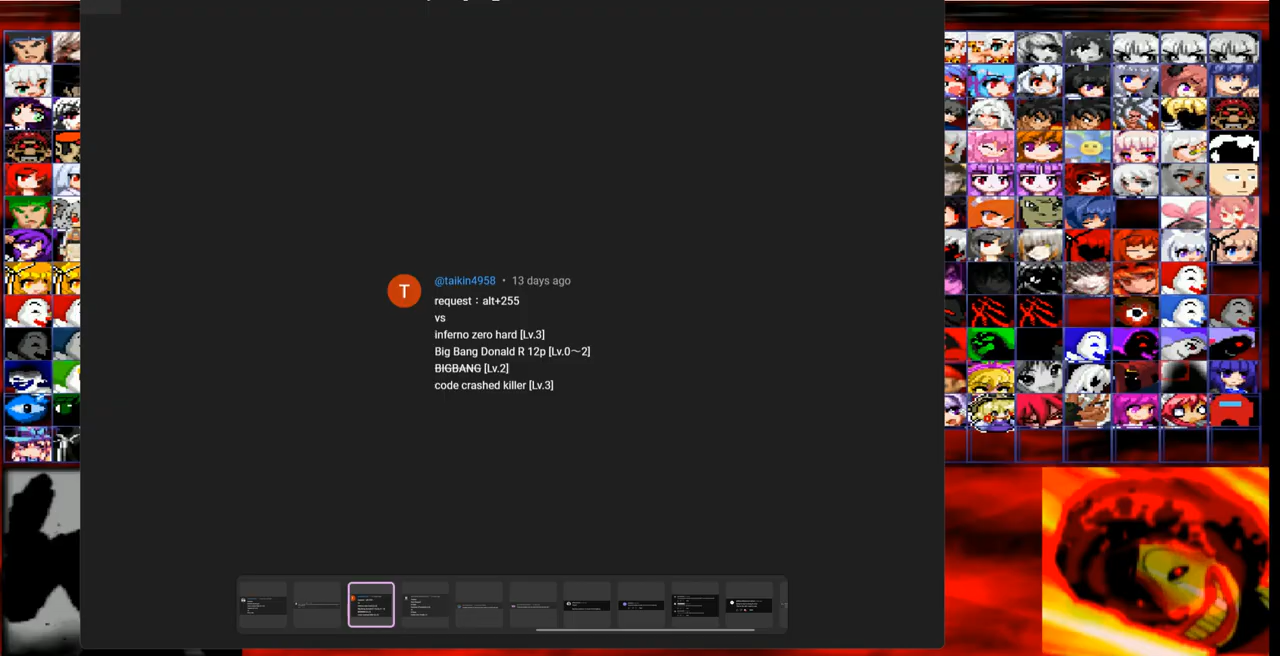 @taikin4958 • 13 days ago
T
request：alt+255
vs
inferno zero hard [Lv.3]
Big Bang Donald R 12p [Lv.0～2]
BIGBANG [Lv.2]
code crashed killer [Lv.3]